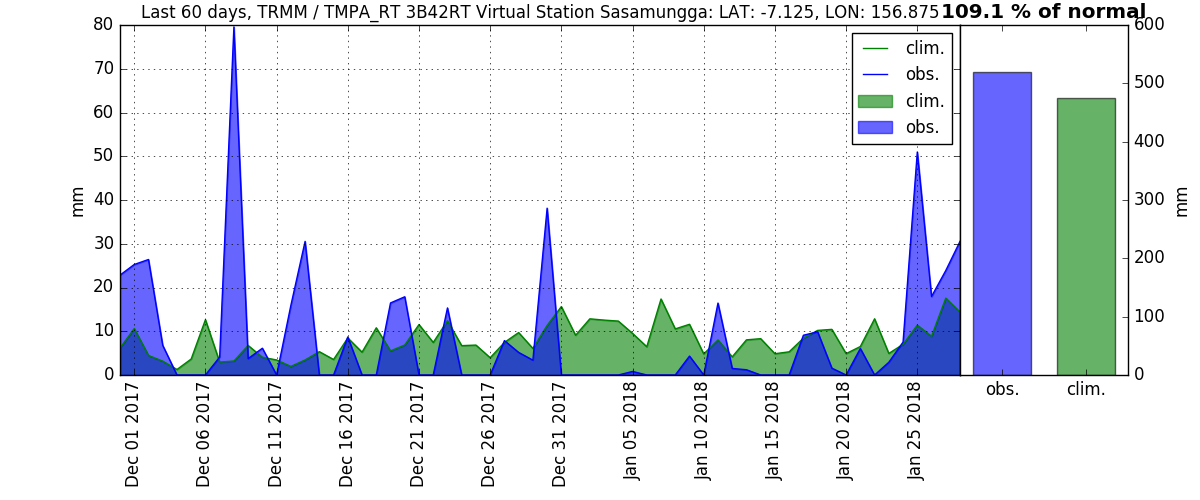 Last 60 days, TRMM / TMPA_RT 3B42RT Virtual Station Sasamungga: LAT: -7.125, LON: 156.875
109.1 % of normal
clim.
obs.
clim.
obs.
80
70
60
50
40
30
20
10
0
mm
Dec 01 2017
Dec 06 2017
Dec 11 2017
Dec 16 2017
Dec 21 2017
Dec 26 2017
Dec 31 2017
Jan 05 2018
Jan 10 2018
Jan 15 2018
Jan 20 2018
Jan 25 2018
600
500
400
300
200
100
0
mm
obs.
clim.